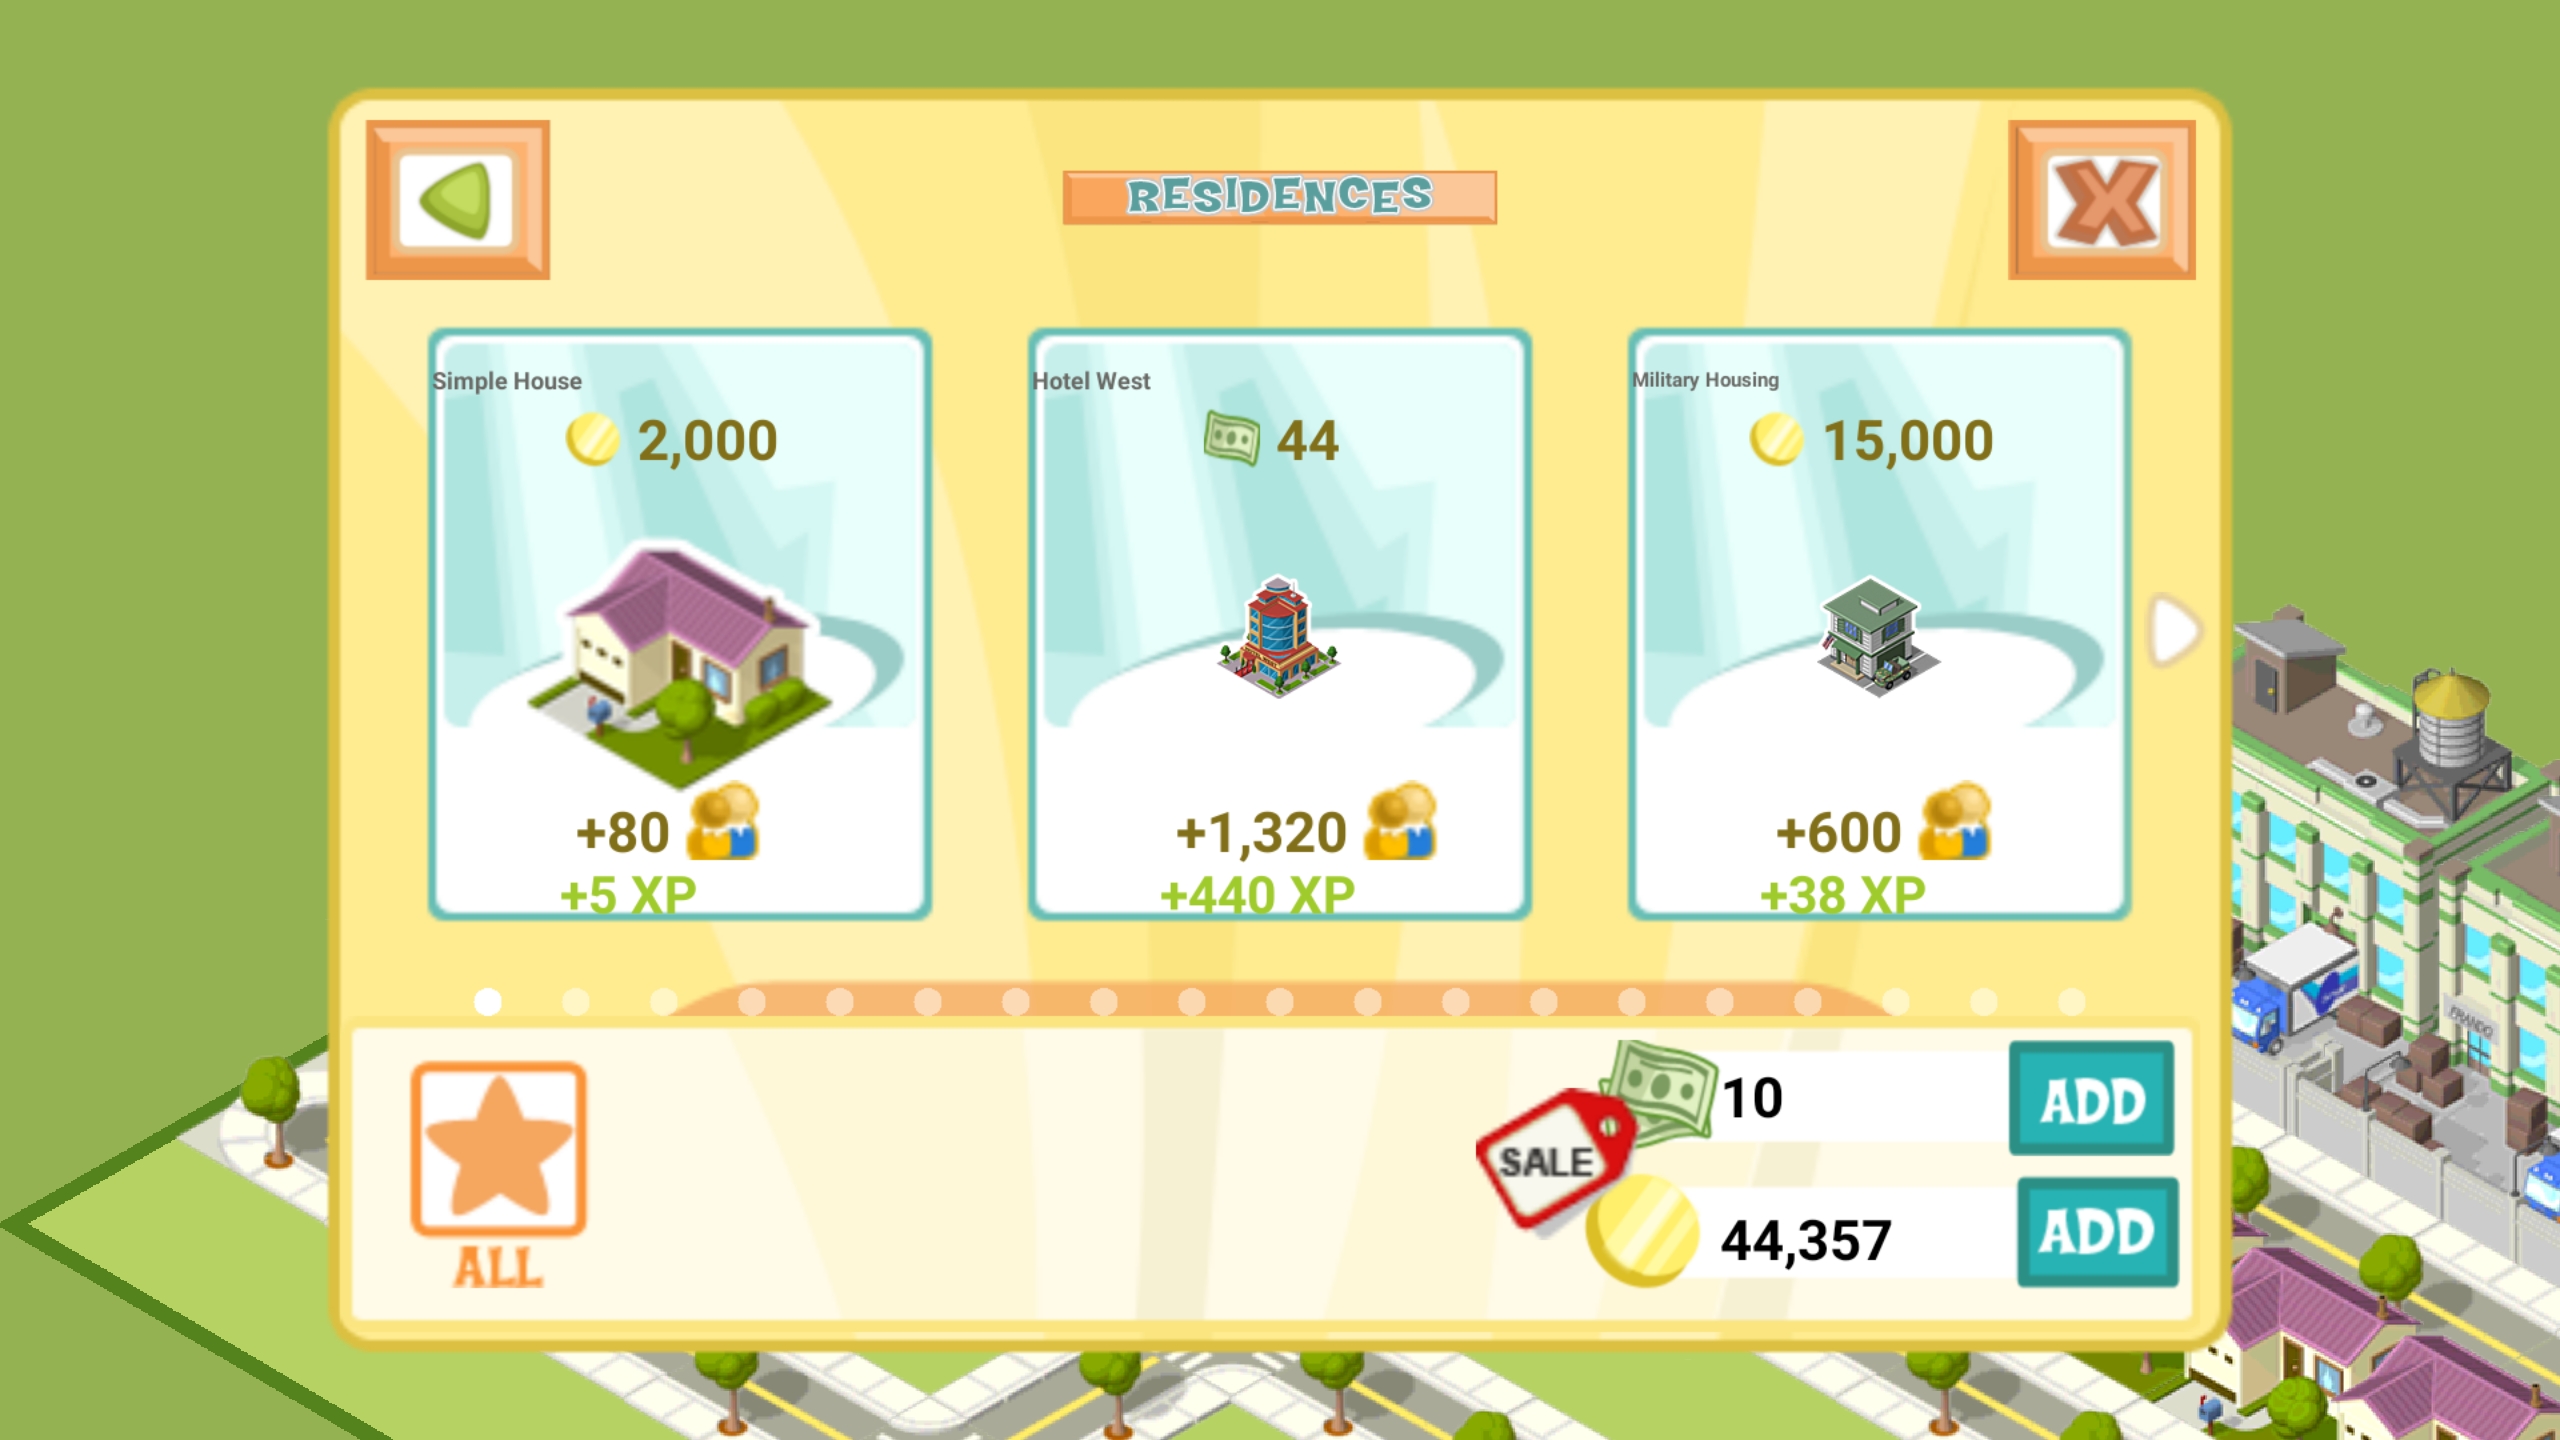 RESIDENCES
Simple House
2,000
+80
+5 XP
Hotel West
44
+1,320
+440 XP
Military Housing
15,000
+600
+38 XP
ALL
SALE
10
ADD
44,357
ADD